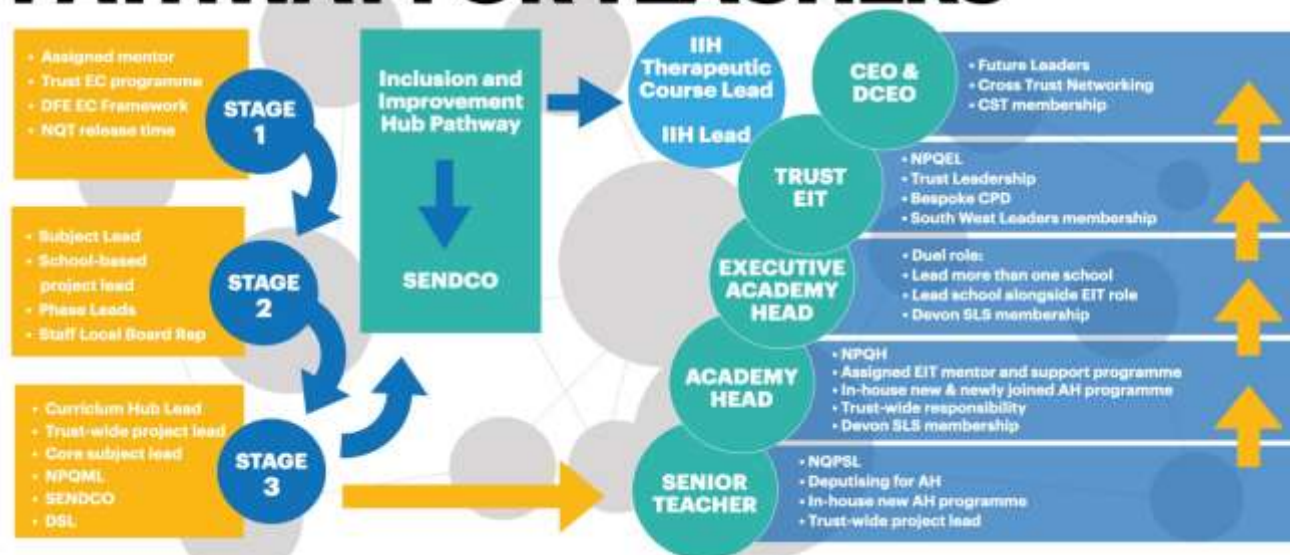 PATHWAY FOR TEACHERS
• Assigned mentor
• Trust EC programme
• DFE EC Framework
• NQT release time
STAGE
1
• Subject Lead
• School-based
project lead
• Phase Leads
• Staff Local Board Rep
STAGE
2
• Curriclum Hub Lead
• Trust-wide project lead
• Core subject lead
• NPQML
• SENDCO
• DSL
STAGE
3
Inclusion and
Improvement
Hub Pathway
SENDCO
IIH
Therapeutic
Course Lead
IIH Lead
CEO &
DCEO
• Future Leaders
• Cross Trust Networking
• CST membership
TRUST
EIT
• NPQEL
• Trust Leadership
• Bespoke CPD
• South West Leaders membership
EXECUTIVE
ACADEMY
HEAD
• Duel role:
• Lead more than one school
• Lead school alongside EIT role
• Devon SLS membership
ACADEMY
HEAD
• NPQH
• Assigned EIT mentor and support programme
• In-house new & newly joined AH programme
• Trust-wide responsibility
• Devon SLS membership
SENIOR
TEACHER
• NQPSL
• Deputising for AH
• In-house new AH programme
• Trust-wide project lead